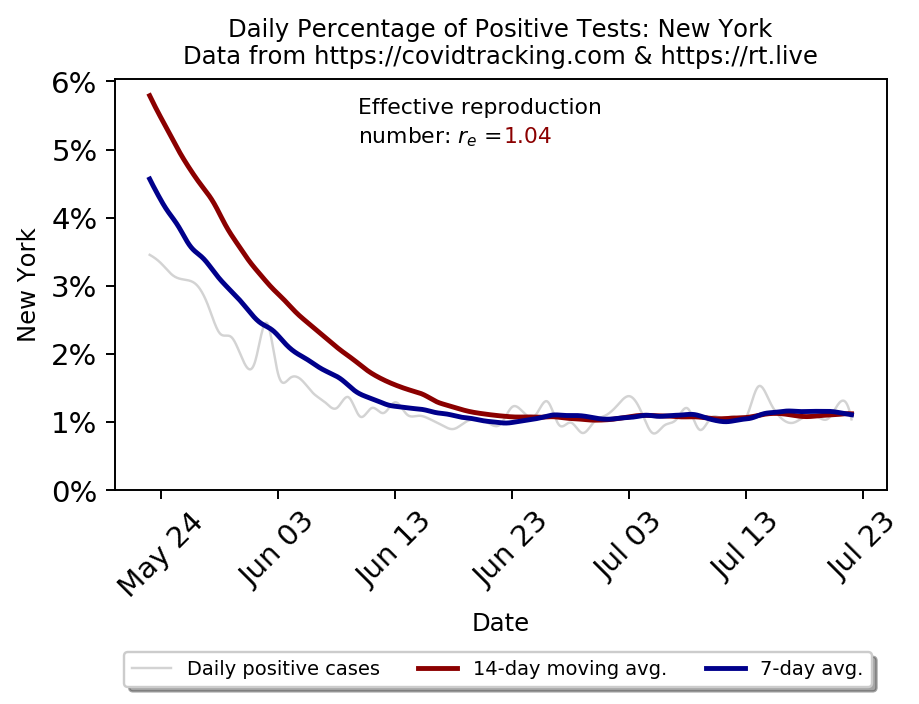 Daily Percentage of Positive Tests: New York
Data from https://covidtracking.com & https://rt.live
Effective reproduction
number: rₑ =1.04
6%
5%
4%
3%
2%
1%
0%
New York
May 24
Jun 03
Jun 13
Jun 23
Jul 03
Jul 13
Jul 23
Date
Daily positive cases
14-day moving avg.
7-day avg.